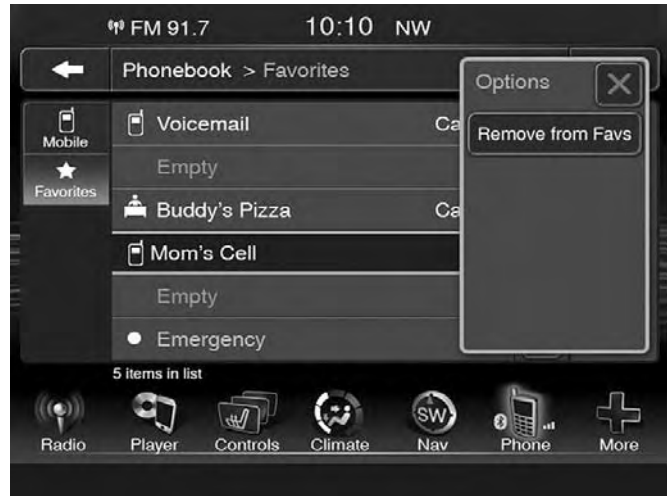 FM 91.7 10:10 NW
Phonebook > Favorites
Options
Mobile
Voicemail Ca
Remove from Favs
Empty
Favorites
Buddy's Pizza Ca
Mom's Cell
Empty
Emergency
5 items in list
SW
Radio Player Controls Climate Nav Phone More